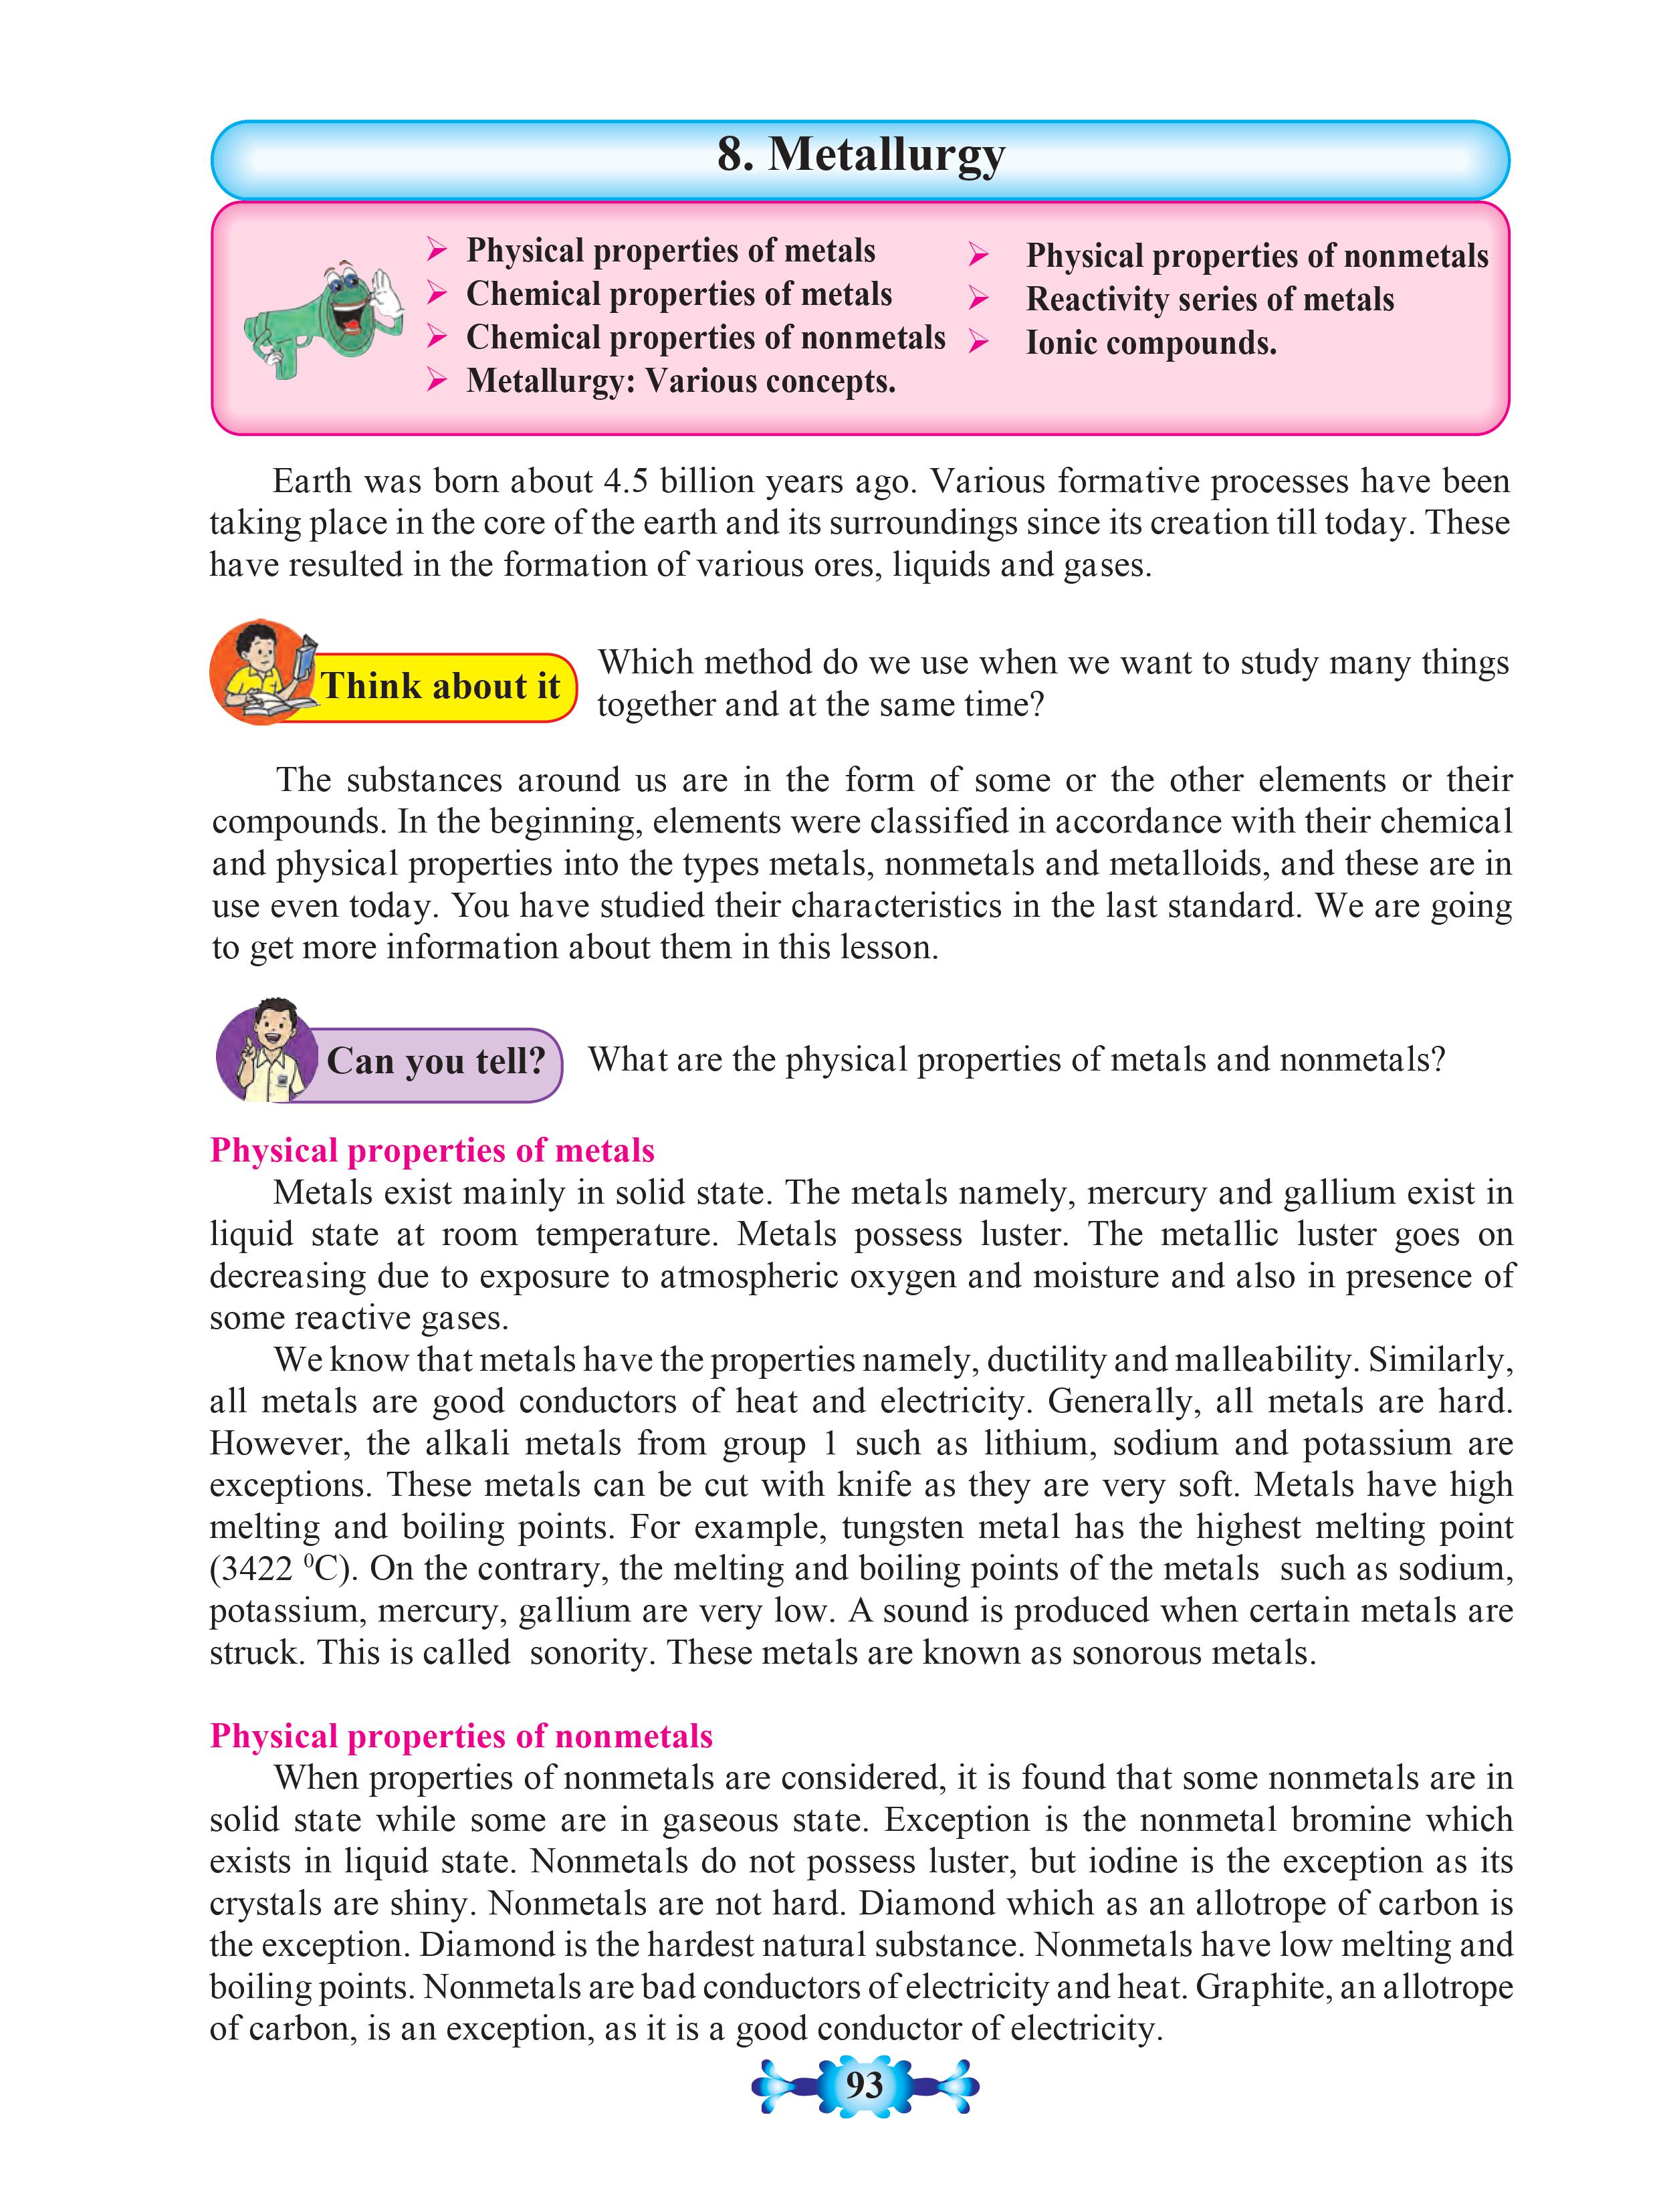 8. Metallurgy
➢ Physical properties of metals
➢ Chemical properties of metals
➢ Chemical properties of nonmetals
➢ Metallurgy: Various concepts.
➢ Physical properties of nonmetals
➢ Reactivity series of metals
➢ Ionic compounds.
Earth was born about 4.5 billion years ago. Various formative processes have been
taking place in the core of the earth and its surroundings since its creation till today. These
have resulted in the formation of various ores, liquids and gases.
Think about it
Which method do we use when we want to study many things
together and at the same time?
The substances around us are in the form of some or the other elements or their
compounds. In the beginning, elements were classified in accordance with their chemical
and physical properties into the types metals, nonmetals and metalloids, and these are in
use even today. You have studied their characteristics in the last standard. We are going
to get more information about them in this lesson.
Can you tell?
What are the physical properties of metals and nonmetals?
Physical properties of metals
Metals exist mainly in solid state. The metals namely, mercury and gallium exist in
liquid state at room temperature. Metals possess luster. The metallic luster goes on
decreasing due to exposure to atmospheric oxygen and moisture and also in presence of
some reactive gases.
We know that metals have the properties namely, ductility and malleability. Similarly,
all metals are good conductors of heat and electricity. Generally, all metals are hard.
However, the alkali metals from group 1 such as lithium, sodium and potassium are
exceptions. These metals can be cut with knife as they are very soft. Metals have high
melting and boiling points. For example, tungsten metal has the highest melting point
(3422 ⁰C). On the contrary, the melting and boiling points of the metals such as sodium,
potassium, mercury, gallium are very low. A sound is produced when certain metals are
struck. This is called sonority. These metals are known as sonorous metals.
Physical properties of nonmetals
When properties of nonmetals are considered, it is found that some nonmetals are in
solid state while some are in gaseous state. Exception is the nonmetal bromine which
exists in liquid state. Nonmetals do not possess luster, but iodine is the exception as its
crystals are shiny. Nonmetals are not hard. Diamond which as an allotrope of carbon is
the exception. Diamond is the hardest natural substance. Nonmetals have low melting and
boiling points. Nonmetals are bad conductors of electricity and heat. Graphite, an allotrope
of carbon, is an exception, as it is a good conductor of electricity.
93